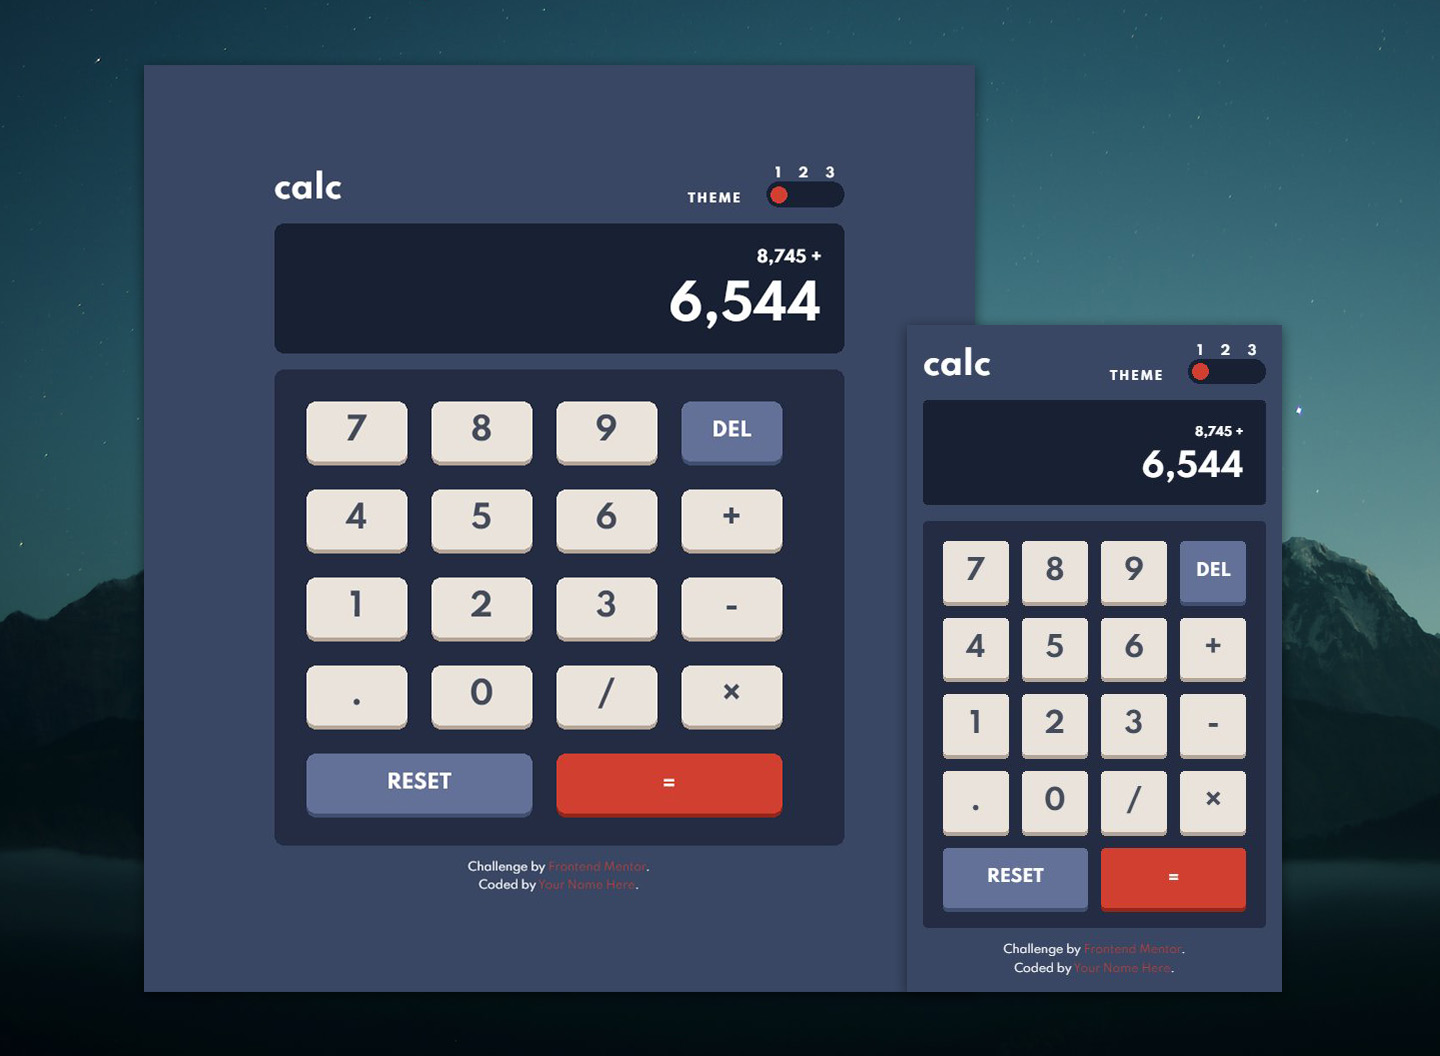 calc
THEME
1 2 3
8,745 +
6,544
7 8 9 DEL
4 5 6 +
1 2 3 -
. 0 / ×
RESET =
Challenge by Frontend Mentor.
Coded by Your Name Here.
calc
THEME
1 2 3
8,745 +
6,544
7 8 9 DEL
4 5 6 +
1 2 3 -
. 0 / ×
RESET =
Challenge by Frontend Mentor.
Coded by Your Name Here.